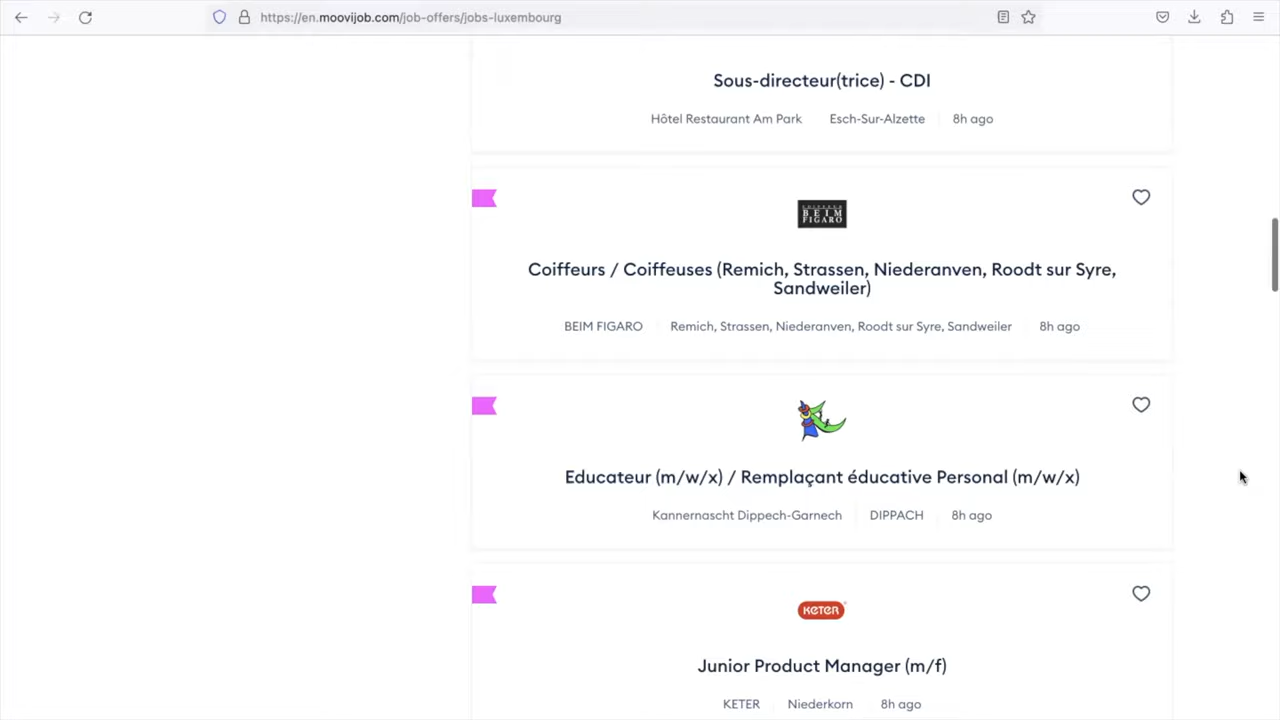 https://en.moovijob.com/job-offers/jobs-luxembourg
Sous-directeur(trice) - CDI
Hôtel Restaurant Am Park Esch-Sur-Alzette 8h ago
BEIM
FIGARO
Coiffeurs / Coiffeuses (Remich, Strassen, Niederanven, Roodt sur Syre,
Sandweiler)
BEIM FIGARO Remich, Strassen, Niederanven, Roodt sur Syre, Sandweiler 8h ago
Educateur (m/w/x) / Remplaçant éducative Personal (m/w/x)
Kannernascht Dippech-Garnech DIPPACH 8h ago
KETER
Junior Product Manager (m/f)
KETER Niederkorn 8h ago